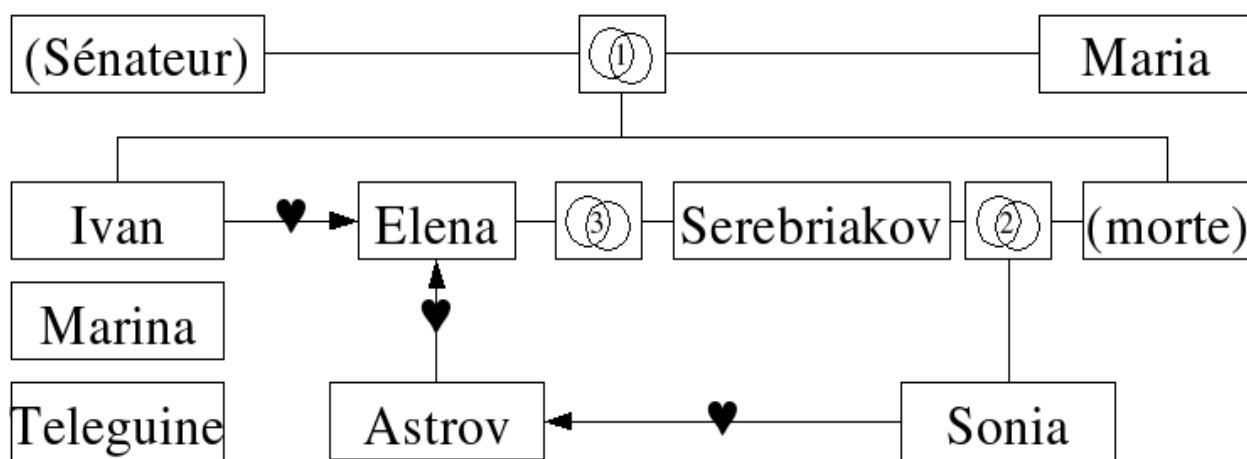 (Sénateur) 1 Maria
Ivan Elena 3 Serebriakov 2 (morte)
Marina
Teleguine Astrov Sonia